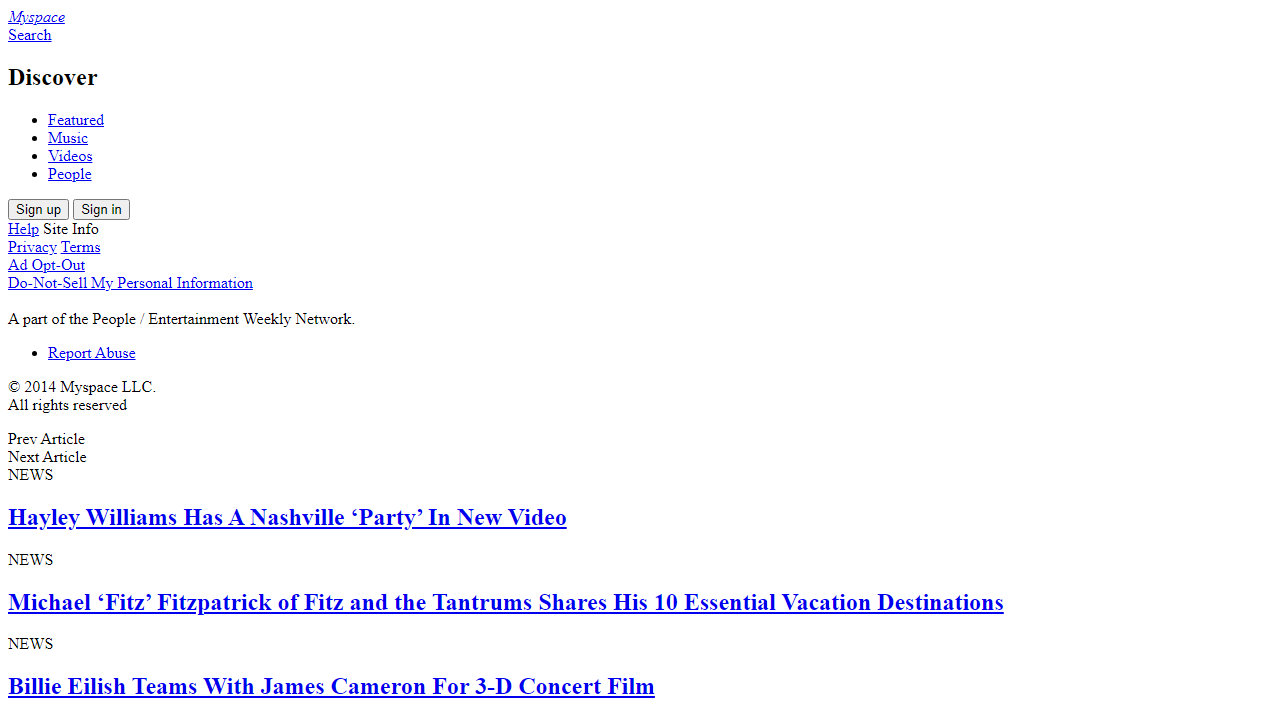 Myspace
Search
Discover
Featured
Music
Videos
People
Sign up Sign in
Help Site Info
Privacy Terms
Ad Opt-Out
Do-Not-Sell My Personal Information
A part of the People / Entertainment Weekly Network.
Report Abuse
© 2014 Myspace LLC.
All rights reserved
Prev Article
Next Article
NEWS
Hayley Williams Has A Nashville ‘Party’ In New Video
NEWS
Michael ‘Fitz’ Fitzpatrick of Fitz and the Tantrums Shares His 10 Essential Vacation Destinations
NEWS
Billie Eilish Teams With James Cameron For 3-D Concert Film